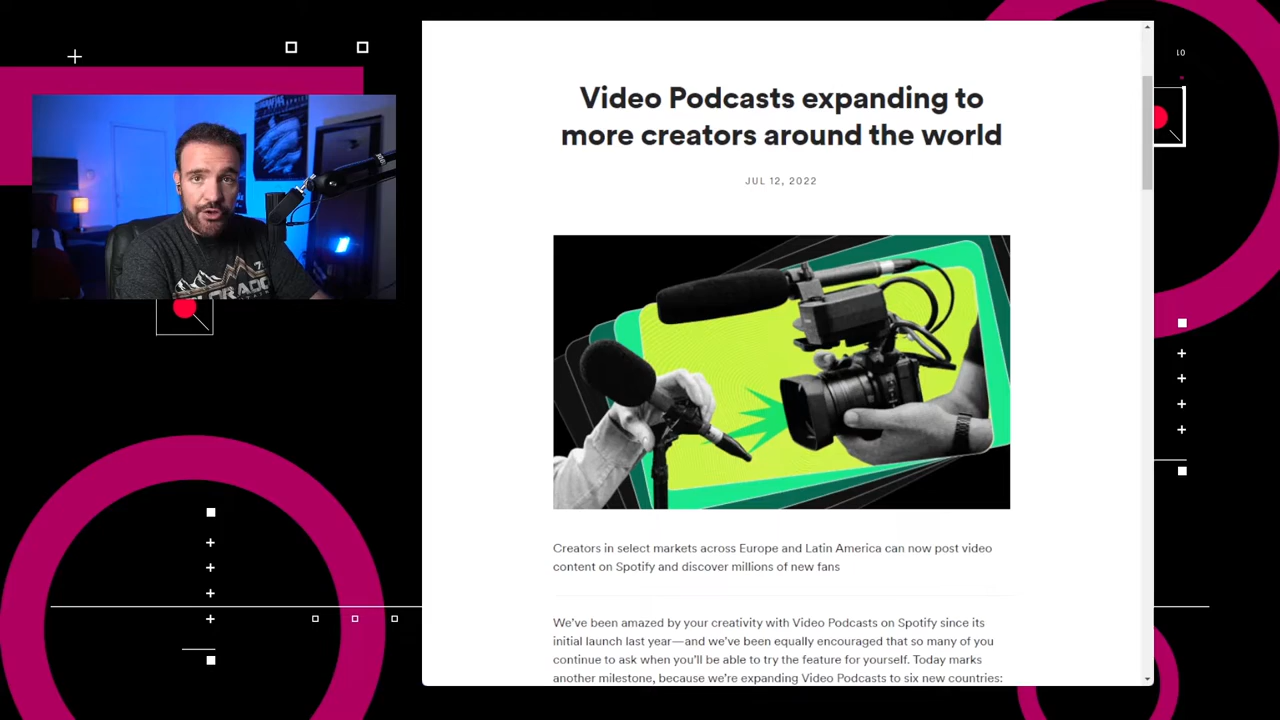 Video Podcasts expanding to
more creators around the world
JUL 12, 2022
Creators in select markets across Europe and Latin America can now post video
content on Spotify and discover millions of new fans
We've been amazed by your creativity with Video Podcasts on Spotify since its
initial launch last year—and we've been equally encouraged that so many of you
continue to ask when you'll be able to try the feature for yourself. Today marks
another milestone, because we're expanding Video Podcasts to six new countries: